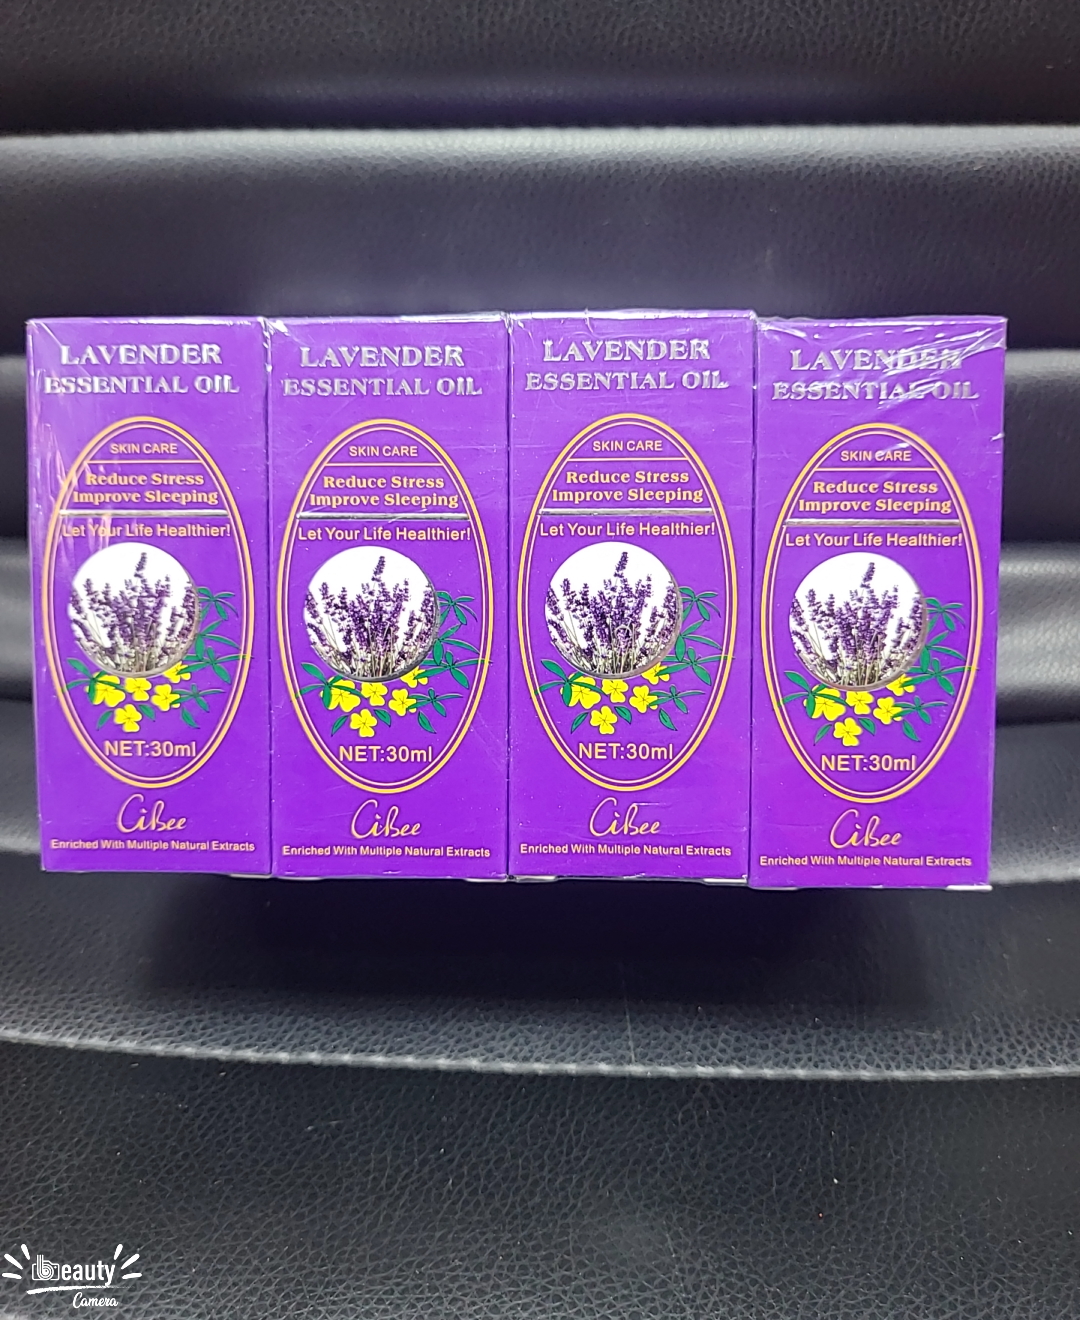 LAVENDER
ESSENTIAL OIL
SKIN CARE
Reduce Stress
Improve Sleeping
Let Your Life Healthier!
NET:30ml
CiBee
Enriched With Multiple Natural Extracts
LAVENDER
ESSENTIAL OIL
SKIN CARE
Reduce Stress
Improve Sleeping
Let Your Life Healthier!
NET:30ml
CiBee
Enriched With Multiple Natural Extracts
LAVENDER
ESSENTIAL OIL
SKIN CARE
Reduce Stress
Improve Sleeping
Let Your Life Healthier!
NET:30ml
CiBee
Enriched With Multiple Natural Extracts
LAVENDER
ESSENTIAL OIL
SKIN CARE
Reduce Stress
Improve Sleeping
Let Your Life Healthier!
NET:30ml
CiBee
Enriched With Multiple Natural Extracts
beauty
Camera